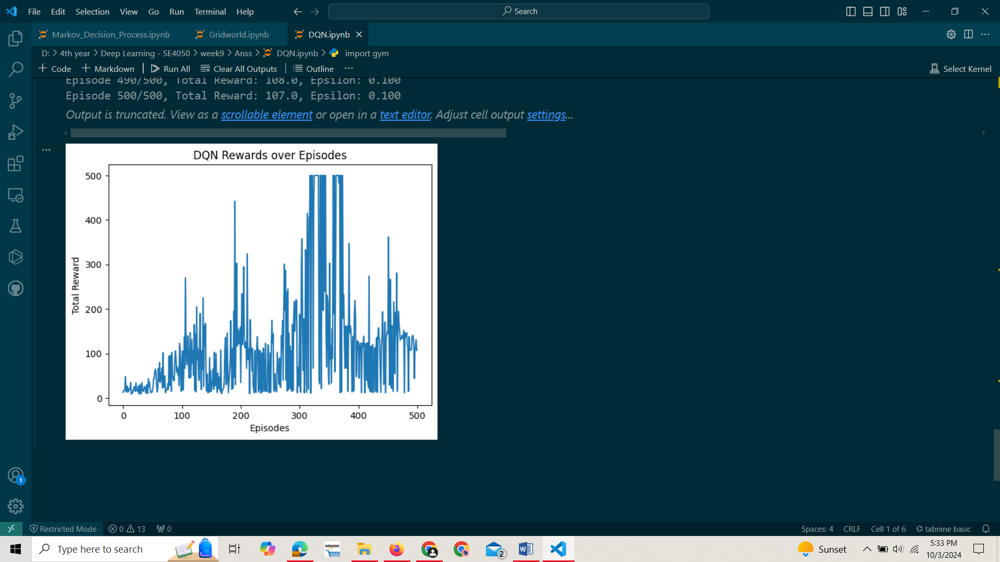 File Edit Selection View Go Run Terminal Help
Search
Markov_Decision_Process.ipynb Gridworld.ipynb DQN.ipynb
D: > 4th year > Deep Learning - SE4050 > week9 > Anss > DQN.ipynb > import gym
+ Code + Markdown | Run All Clear All Outputs | Outline ...
Select Kernel
Episode 490/500, Total Reward: 108.0, Epsilon: 0.100
Episode 500/500, Total Reward: 107.0, Epsilon: 0.100
Output is truncated. View as a scrollable element or open in a text editor. Adjust cell output settings...
DQN Rewards over Episodes
500
400
300
200
100
0
Total Reward
0 100 200 300 400 500
Episodes
1
Restricted Mode 0 13 0
Spaces: 4 CRLF Cell 1 of 6 tabnine basic
Type here to search
amazon
2
Sunset
5:33 PM
10/3/2024